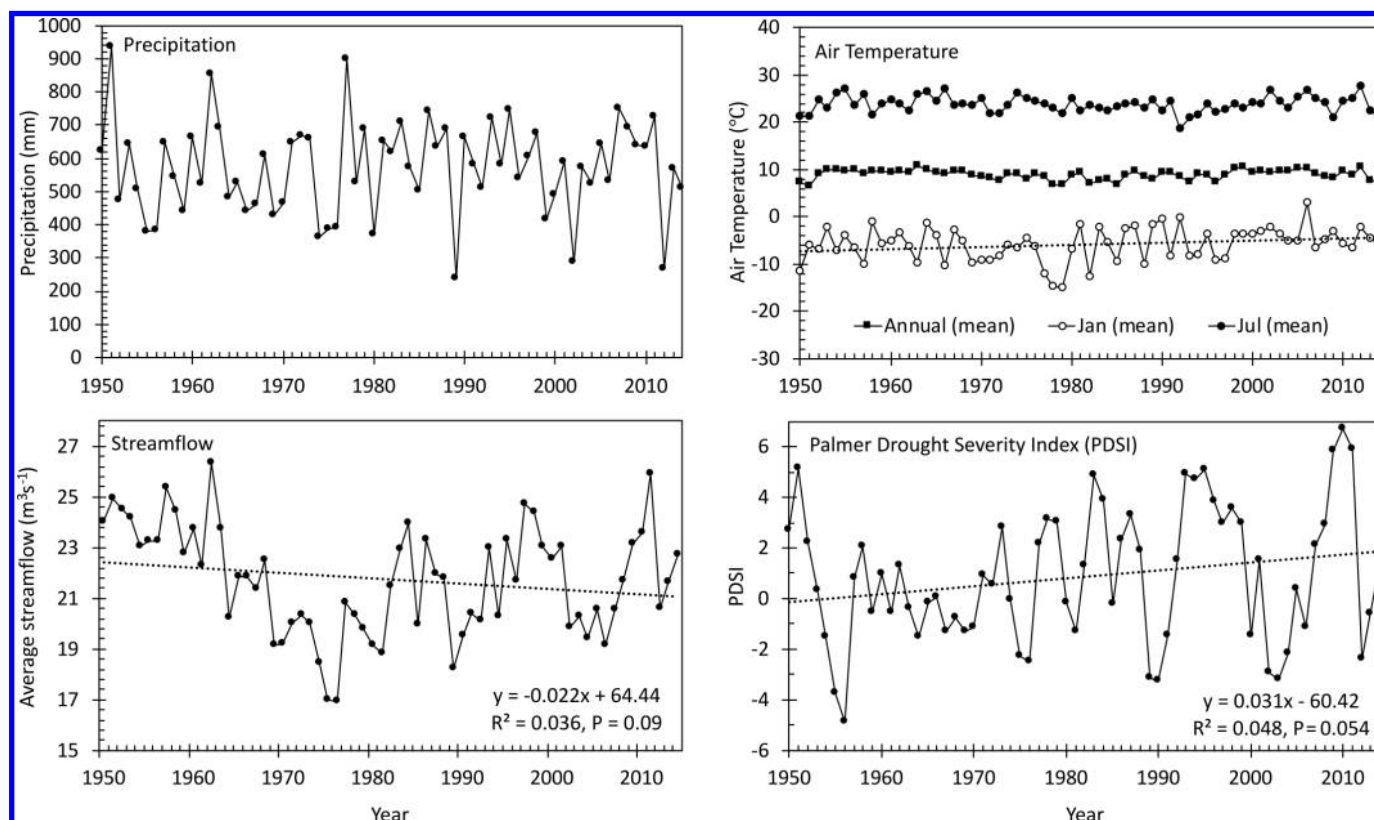 Precipitation
Precipitation (mm)
1000
900
800
700
600
500
400
300
200
100
0
1950 1960 1970 1980 1990 2000 2010
Air Temperature
Air Temperature (°C)
40
30
20
10
0
-10
-20
-30
Annual (mean) Jan (mean) Jul (mean)
1950 1960 1970 1980 1990 2000 2010
Streamflow
Average streamflow (m³s⁻¹)
27
25
23
21
19
17
15
y = -0.022x + 64.44
R² = 0.036, P = 0.09
1950 1960 1970 1980 1990 2000 2010
Year
Palmer Drought Severity Index (PDSI)
PDSI
6
4
2
0
-2
-4
-6
y = 0.031x - 60.42
R² = 0.048, P = 0.054
1950 1960 1970 1980 1990 2000 2010
Year